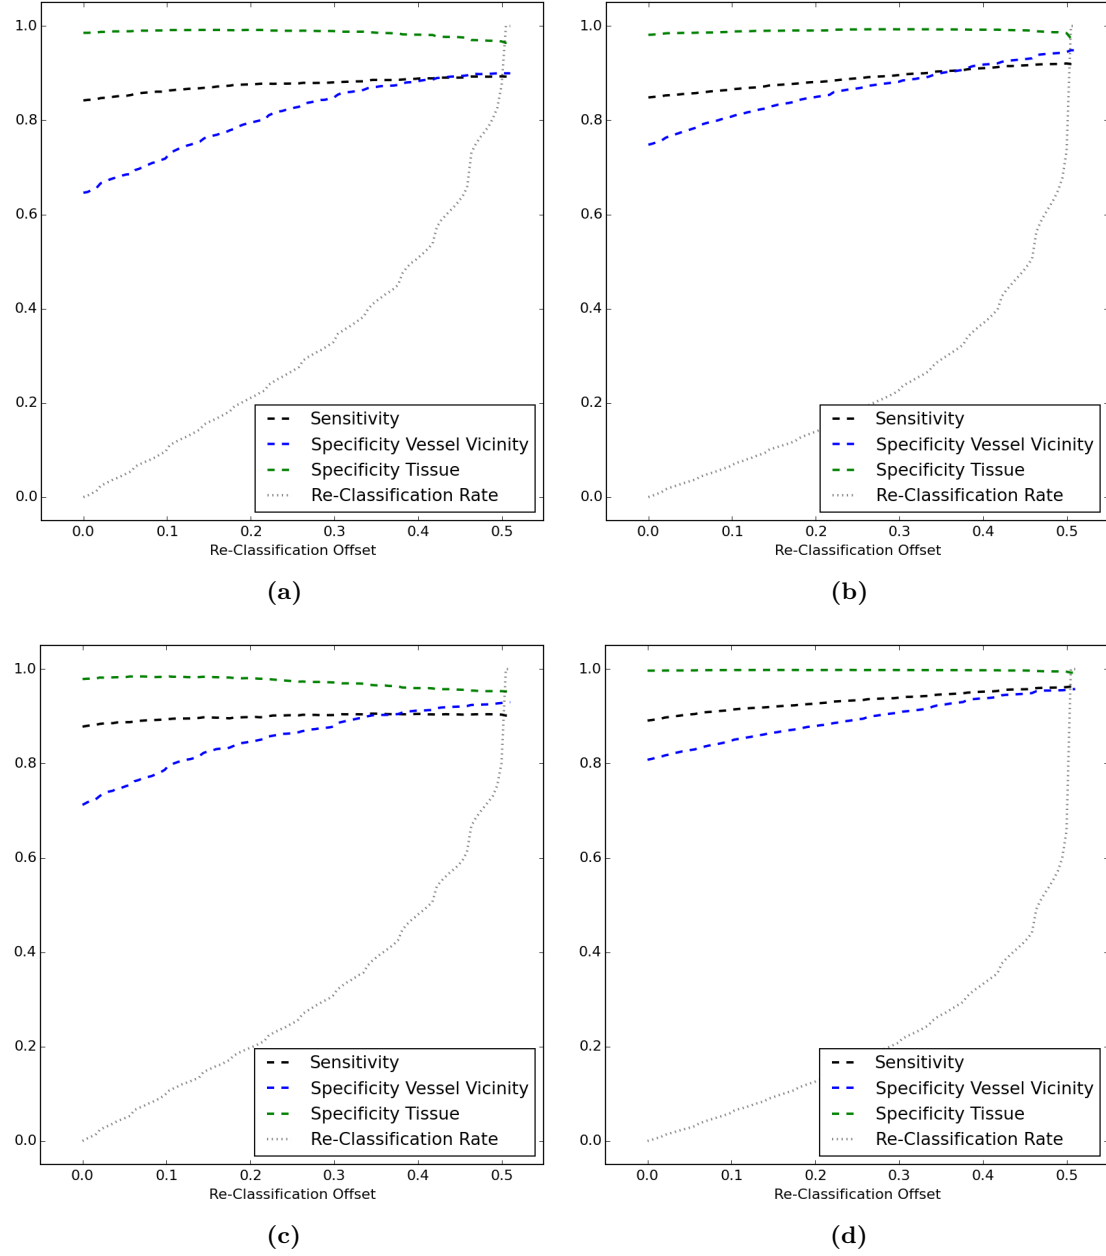 1.0
0.8
0.6
0.4
0.2
0.0
Sensitivity
Specificity Vessel Vicinity
Specificity Tissue
Re-Classification Rate
0.0 0.1 0.2 0.3 0.4 0.5
Re-Classification Offset
(a)
1.0
0.8
0.6
0.4
0.2
0.0
Sensitivity
Specificity Vessel Vicinity
Specificity Tissue
Re-Classification Rate
0.0 0.1 0.2 0.3 0.4 0.5
Re-Classification Offset
(b)
1.0
0.8
0.6
0.4
0.2
0.0
Sensitivity
Specificity Vessel Vicinity
Specificity Tissue
Re-Classification Rate
0.0 0.1 0.2 0.3 0.4 0.5
Re-Classification Offset
(c)
1.0
0.8
0.6
0.4
0.2
0.0
Sensitivity
Specificity Vessel Vicinity
Specificity Tissue
Re-Classification Rate
0.0 0.1 0.2 0.3 0.4 0.5
Re-Classification Offset
(d)